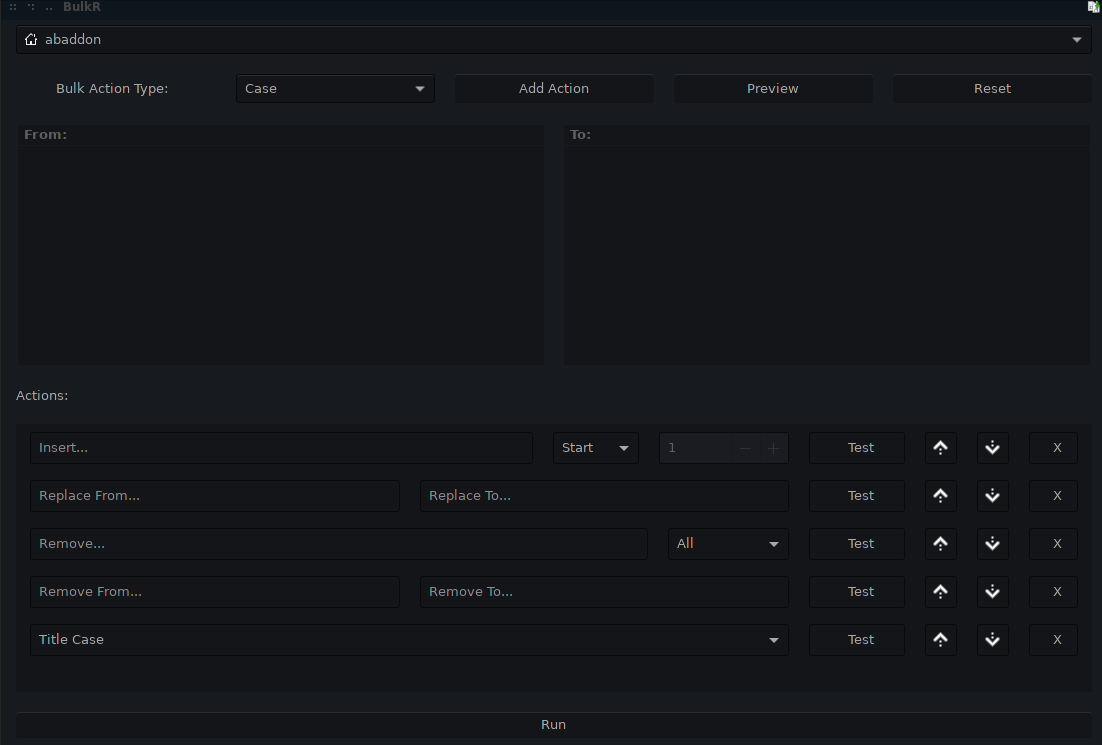 BulkR
abaddon
Bulk Action Type: Case Add Action Preview Reset
From: To:
Actions:
Insert... Start 1 Test X
Replace From... Replace To... Test X
Remove... All Test X
Remove From... Remove To... Test X
Title Case Test X
Run